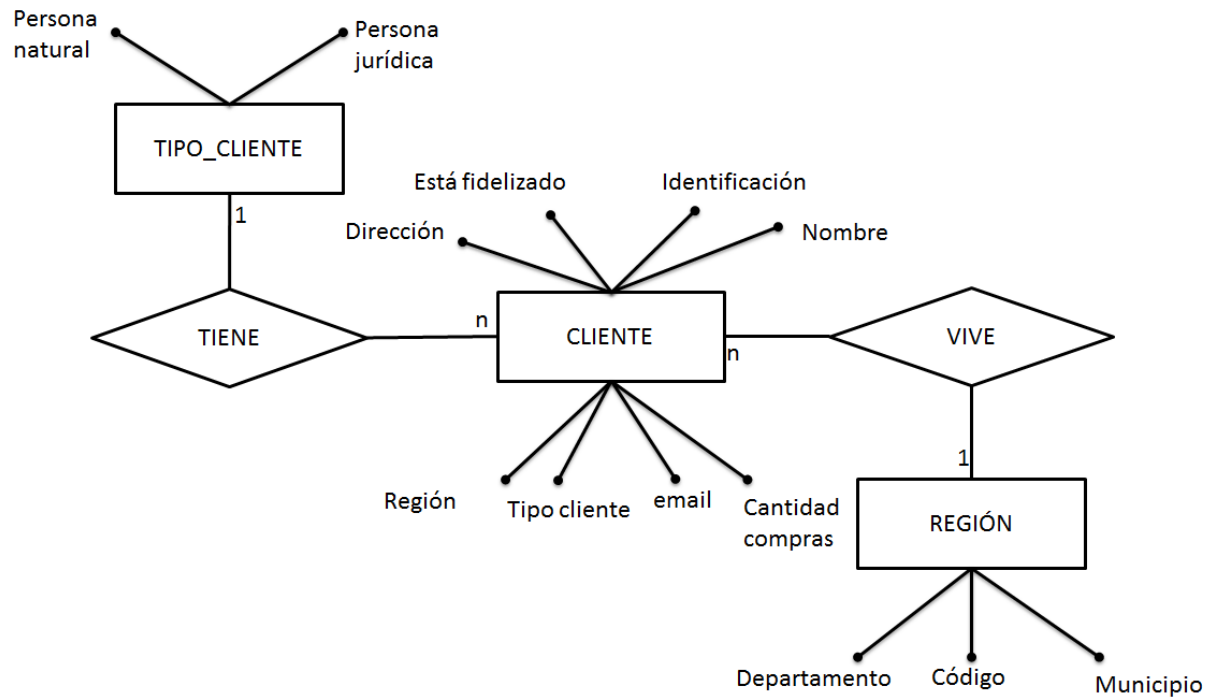 Persona
natural
Persona
jurídica
TIPO_CLIENTE
1
Está fidelizado
Identificación
Dirección
Nombre
TIENE
n
CLIENTE
n
VIVE
1
Región
Tipo cliente
email
Cantidad
compras
REGIÓN
Departamento
Código
Municipio